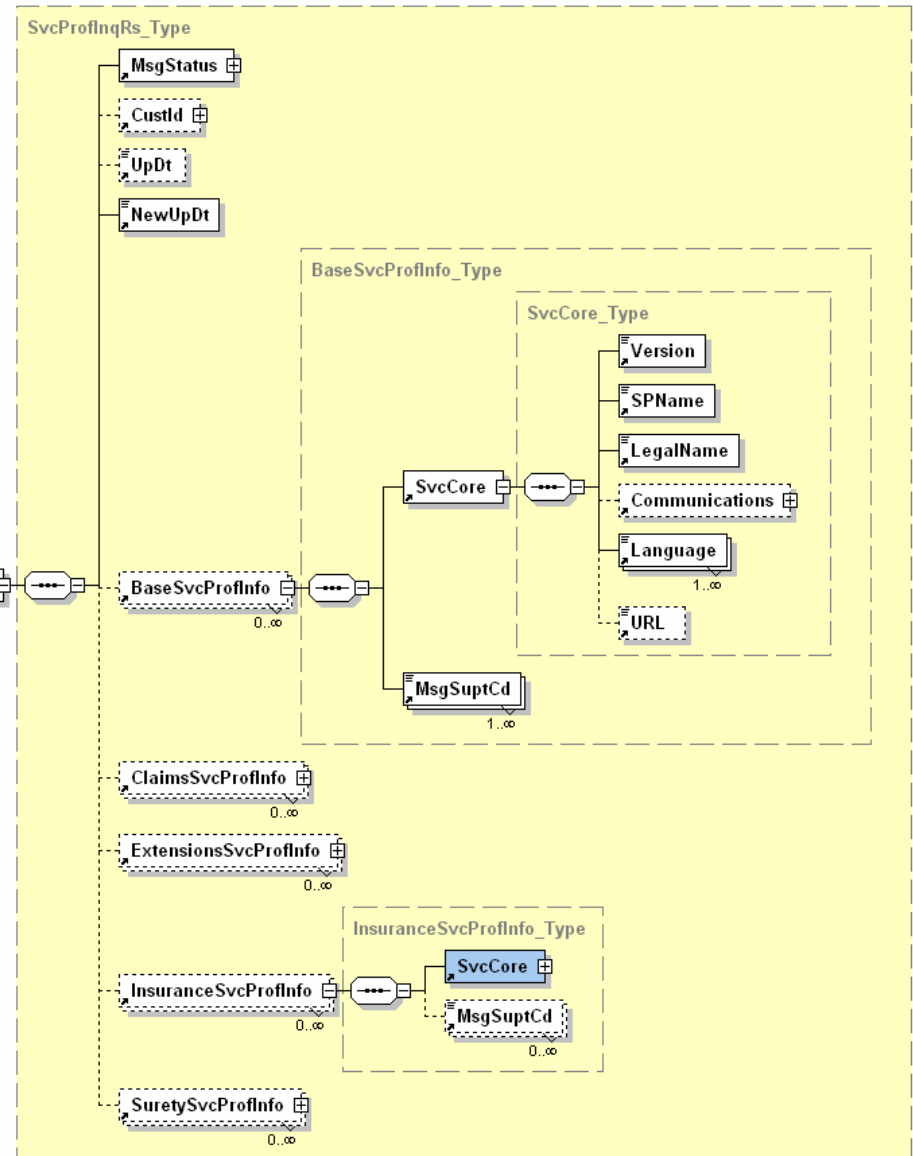 SvcProfInqRs_Type
MsgStatus
CustId
UpDt
NewUpDt
BaseSvcProfInfo_Type
SvcCore_Type
Version
SPName
LegalName
SvcCore
Communications
Language
1..∞
BaseSvcProfInfo
0..∞
URL
MsgSuptCd
1..∞
ClaimsSvcProfInfo
0..∞
ExtensionsSvcProfInfo
0..∞
InsuranceSvcProfInfo_Type
SvcCore
InsuranceSvcProfInfo
0..∞
MsgSuptCd
0..∞
SuretySvcProfInfo
0..∞